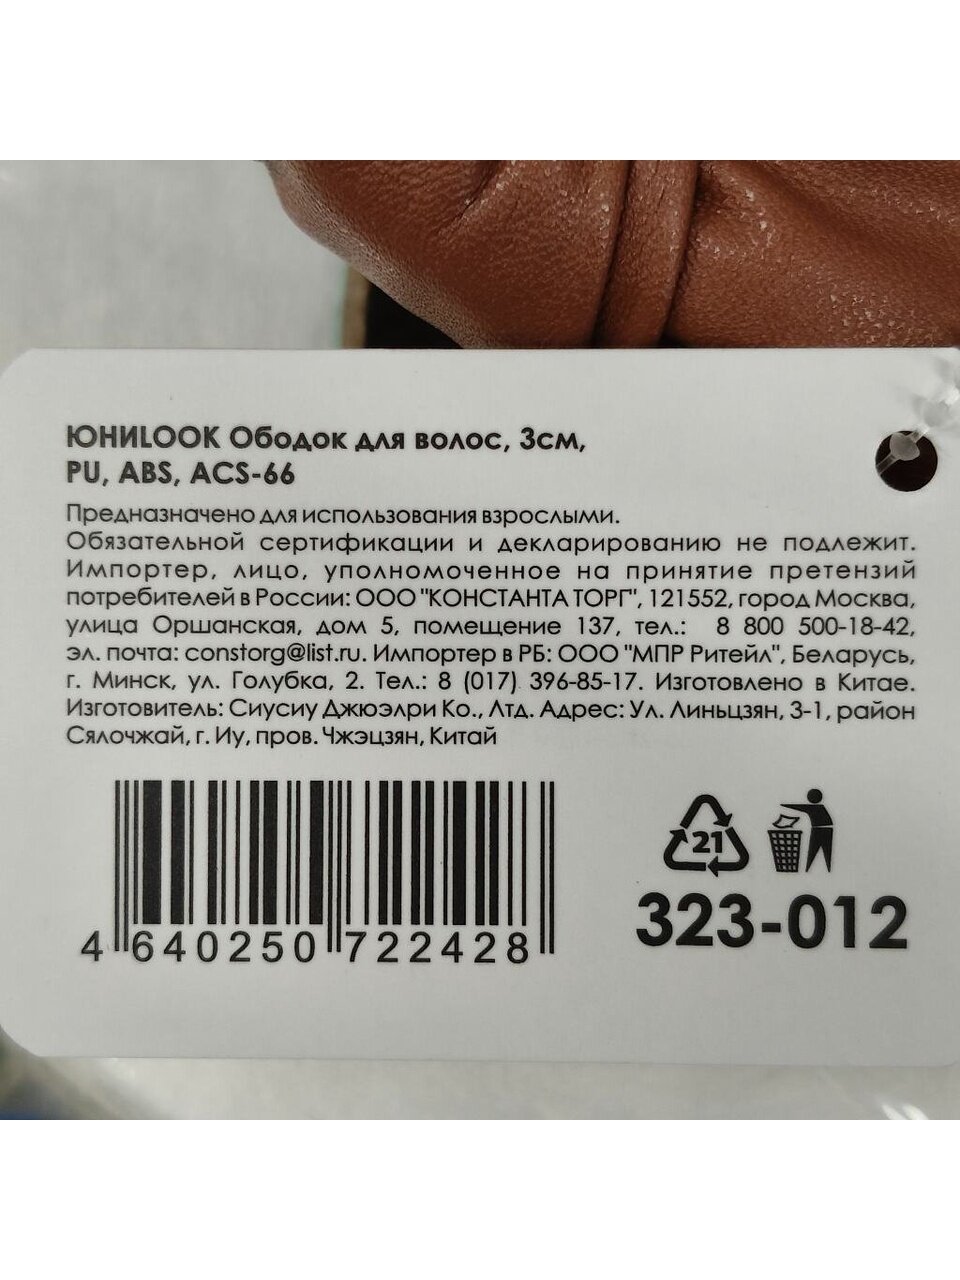 ЮНИLOOK Ободок для волос, 3см,
PU, ABS, ACS-66
Предназначено для использования взрослыми.
Обязательной сертификации и декларированию не подлежит.
Импортер, лицо, уполномоченное на принятие претензий
потребителей в России: ООО "КОНСТАНТА ТОРГ", 121552, город Москва,
улица Оршанская, дом 5, помещение 137, тел.: 8 800 500-18-42,
эл. почта: constorg@list.ru. Импортер в РБ: ООО "МПР Ритейл", Беларусь,
г. Минск, ул. Голубка, 2. Тел.: 8 (017) 396-85-17. Изготовлено в Китае.
Изготовитель: Сиусиу Джюэлри Ко., Лтд. Адрес: Ул. Линьцзян, 3-1, район
Сялочжай, г. Иу, пров. Чжэцзян, Китай
21
323-012
4 640250 722428